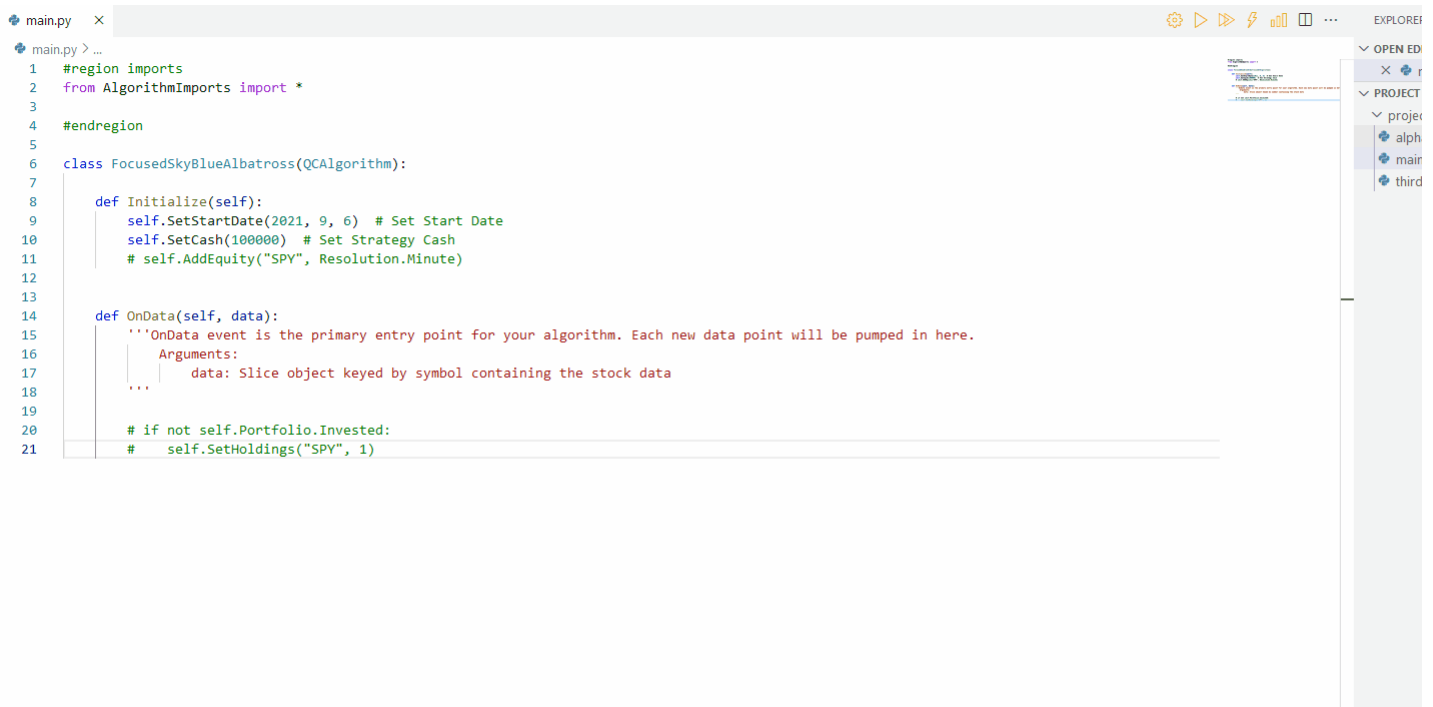 main.py
EXPLORER
main.py > ...
OPEN EDI
1 #region imports
2 from AlgorithmImports import *
3
4 #endregion
5
6 class FocusedSkyBlueAlbatross(QCAlgorithm):
7
8 def Initialize(self):
9 self.SetStartDate(2021, 9, 6)  # Set Start Date
10 self.SetCash(100000)  # Set Strategy Cash
11 # self.AddEquity("SPY", Resolution.Minute)
12
13
14 def OnData(self, data):
15 '''OnData event is the primary entry point for your algorithm. Each new data point will be pumped in here.
16 Arguments:
17 data: Slice object keyed by symbol containing the stock data
18 '''
19
20 # if not self.Portfolio.Invested:
21 #    self.SetHoldings("SPY", 1)
PROJECT
projec
alph
main
third